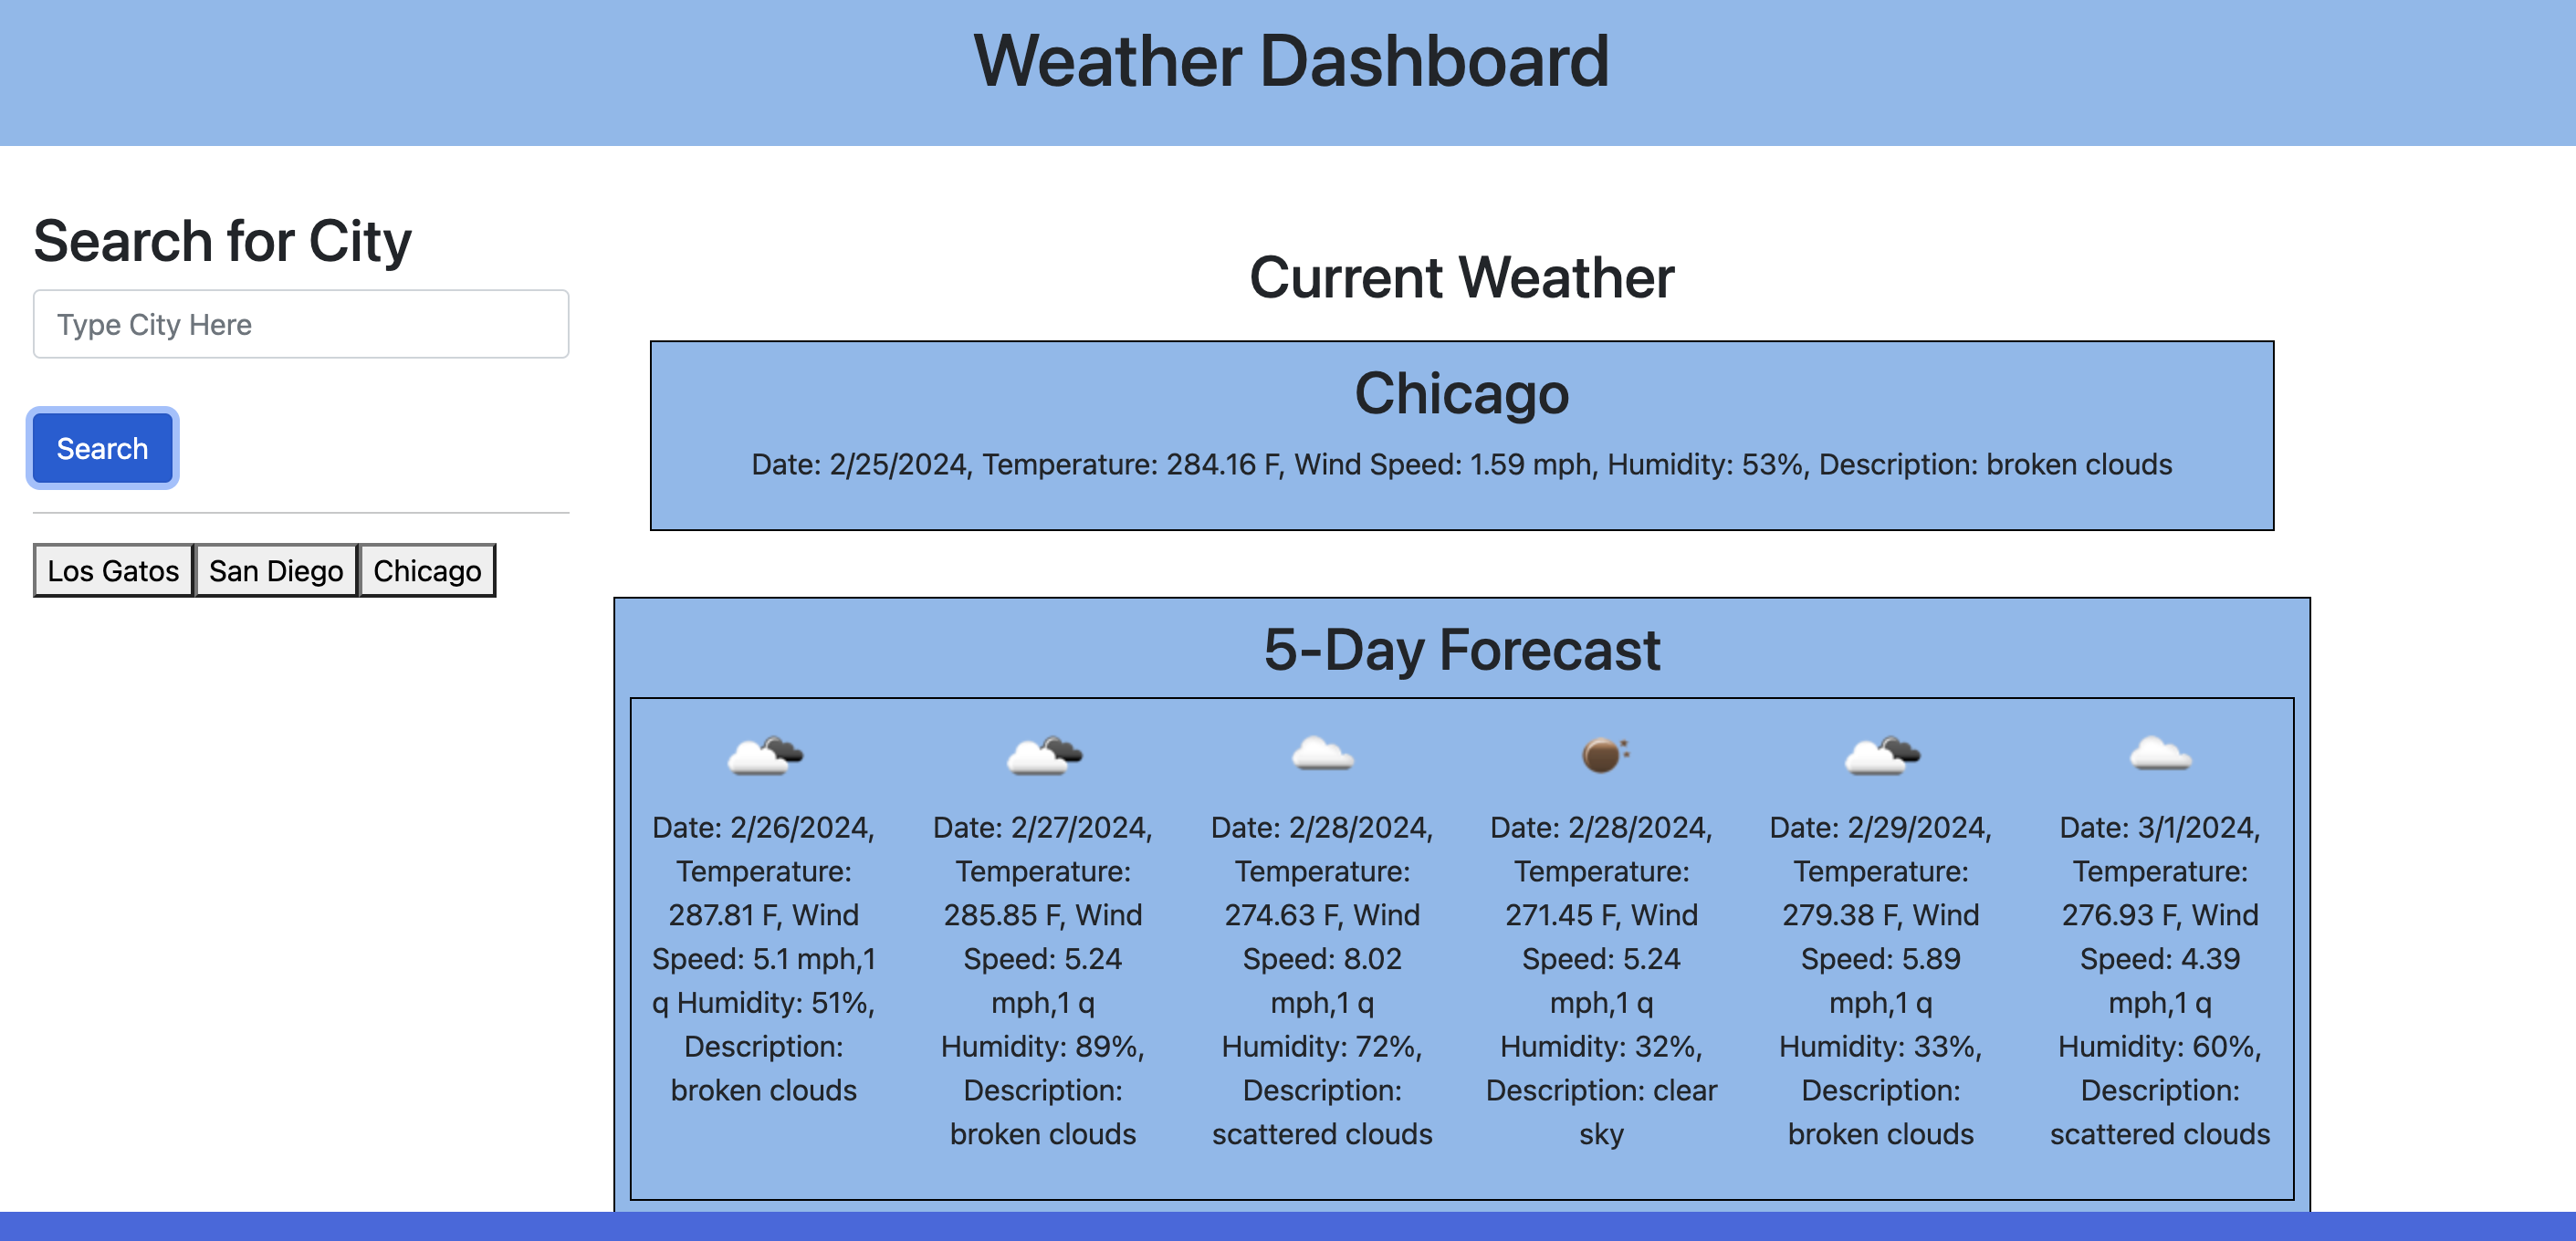 Weather Dashboard
Search for City
Type City Here
Search
Los Gatos San Diego Chicago
Current Weather
Chicago
Date: 2/25/2024, Temperature: 284.16 F, Wind Speed: 1.59 mph, Humidity: 53%, Description: broken clouds
5-Day Forecast
Date: 2/26/2024,
Temperature:
287.81 F, Wind
Speed: 5.1 mph,1
q Humidity: 51%,
Description:
broken clouds
Date: 2/27/2024,
Temperature:
285.85 F, Wind
Speed: 5.24
mph,1 q
Humidity: 89%,
Description:
broken clouds
Date: 2/28/2024,
Temperature:
274.63 F, Wind
Speed: 8.02
mph,1 q
Humidity: 72%,
Description:
scattered clouds
Date: 2/28/2024,
Temperature:
271.45 F, Wind
Speed: 5.24
mph,1 q
Humidity: 32%,
Description: clear
sky
Date: 2/29/2024,
Temperature:
279.38 F, Wind
Speed: 5.89
mph,1 q
Humidity: 33%,
Description:
broken clouds
Date: 3/1/2024,
Temperature:
276.93 F, Wind
Speed: 4.39
mph,1 q
Humidity: 60%,
Description:
scattered clouds